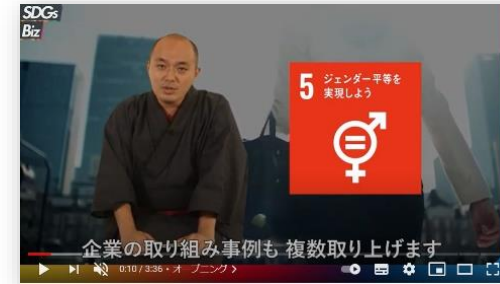 SDGs
Biz
5 ジェンダー平等を
実現しよう
企業の取り組み事例も 複数取り上げます
0:10 / 3:36・オープニング